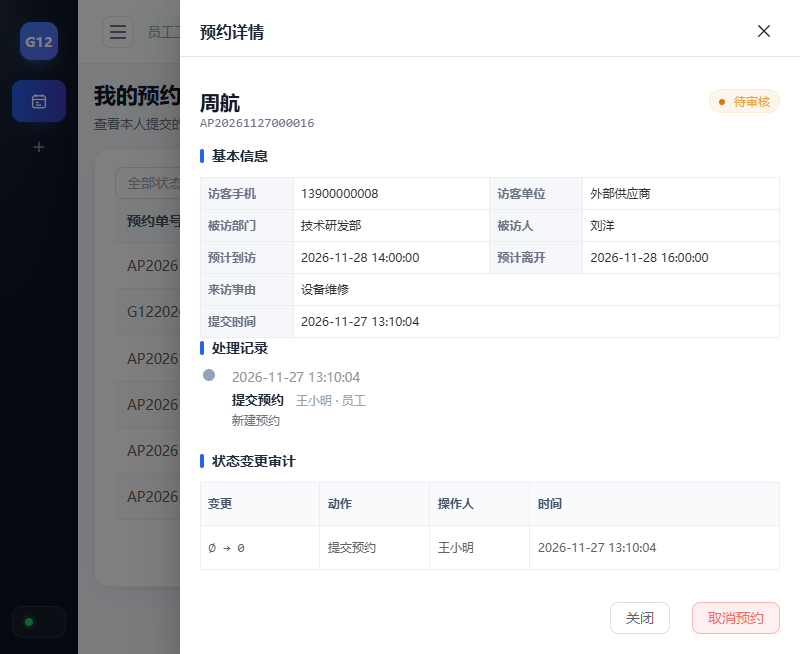 G12
员工工
我的预约
查看本人提交的
全部状态
预约单号
AP2026
G12202
AP2026
AP2026
AP2026
AP2026
预约详情
周航
AP20261127000016
待审核
基本信息
访客手机 13900000008 访客单位 外部供应商
被访部门 技术研发部 被访人 刘洋
预计到访 2026-11-28 14:00:00 预计离开 2026-11-28 16:00:00
来访事由 设备维修
提交时间 2026-11-27 13:10:04
处理记录
2026-11-27 13:10:04
提交预约 王小明 · 员工
新建预约
状态变更审计
变更 动作 操作人 时间
Ø → 0 提交预约 王小明 2026-11-27 13:10:04
关闭 取消预约